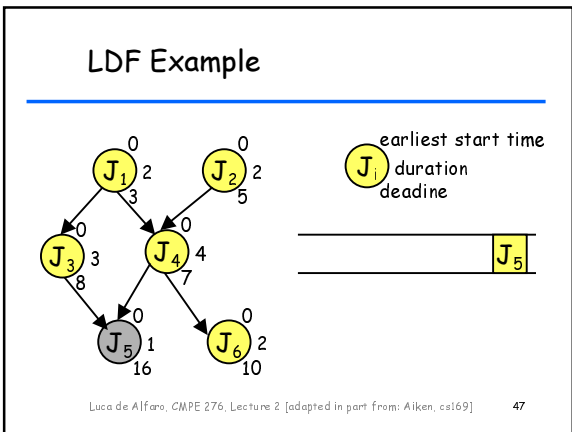 LDF Example
0
J1 2
3
0
J2 2
5
earliest start time
Ji duration
deadine
0
J3 3
8
0
J4 4
7
J5
0
J5 1
16
0
J6 2
10
Luca de Alfaro, CMPE 276, Lecture 2 [adapted in part from: Aiken, cs169] 47